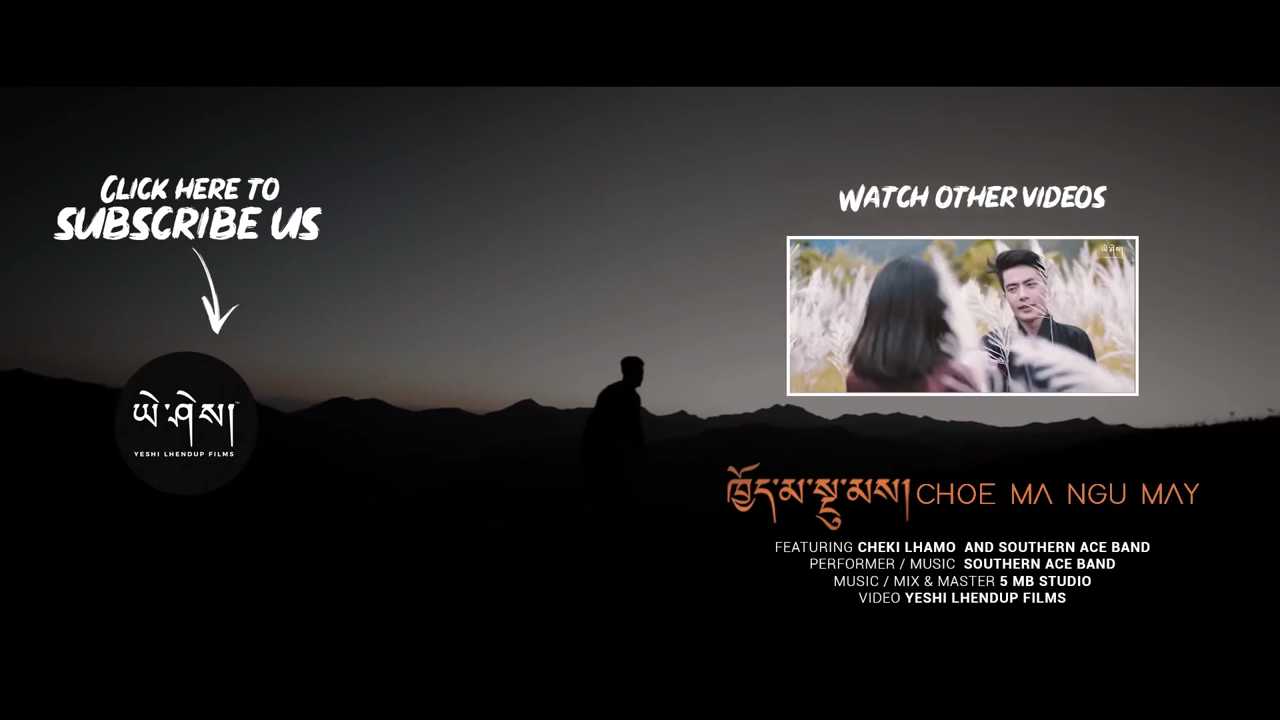 CLICK HERE TO
SUBSCRIBE US
ཡེ་ཤེས།
YESHI LHENDUP FILMS
WATCH OTHER VIDEOS
ཡེ་ཤེས།
ཁྱོད་མ་སྡུ་མས། CHOE MA NGU MAY
FEATURING CHEKI LHAMO AND SOUTHERN ACE BAND
PERFORMER / MUSIC SOUTHERN ACE BAND
MUSIC / MIX & MASTER 5 MB STUDIO
VIDEO YESHI LHENDUP FILMS